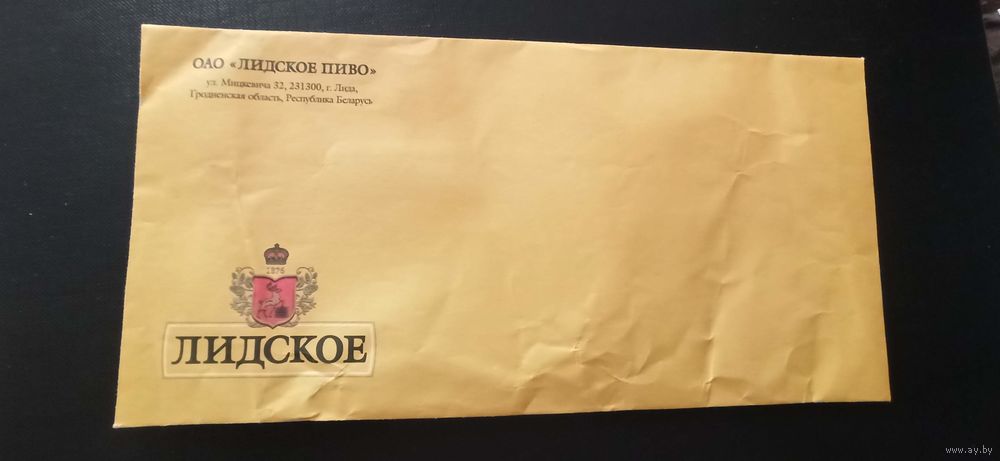 ОАО «ЛИДСКОЕ ПИВО»
ул. Мицкевича 32, 231300, г. Лида,
Гродненская область, Республика Беларусь
1876
ЛИДСКОЕ
www.ay.by